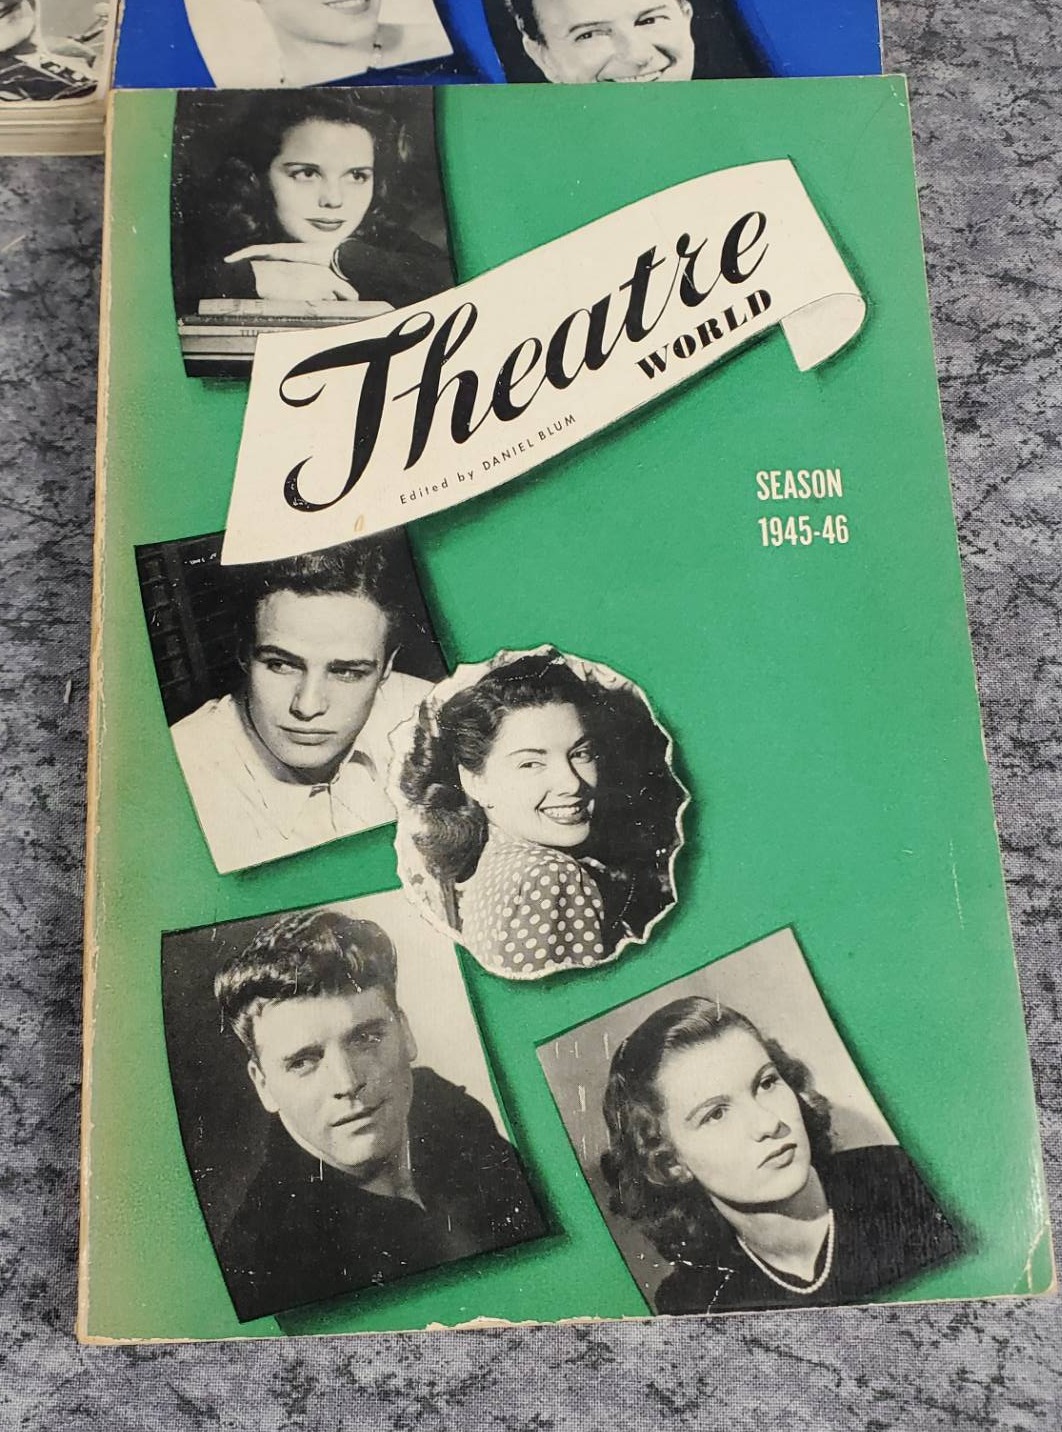 Theatre
WORLD
Edited by DANIEL BLUM
SEASON
1945-46